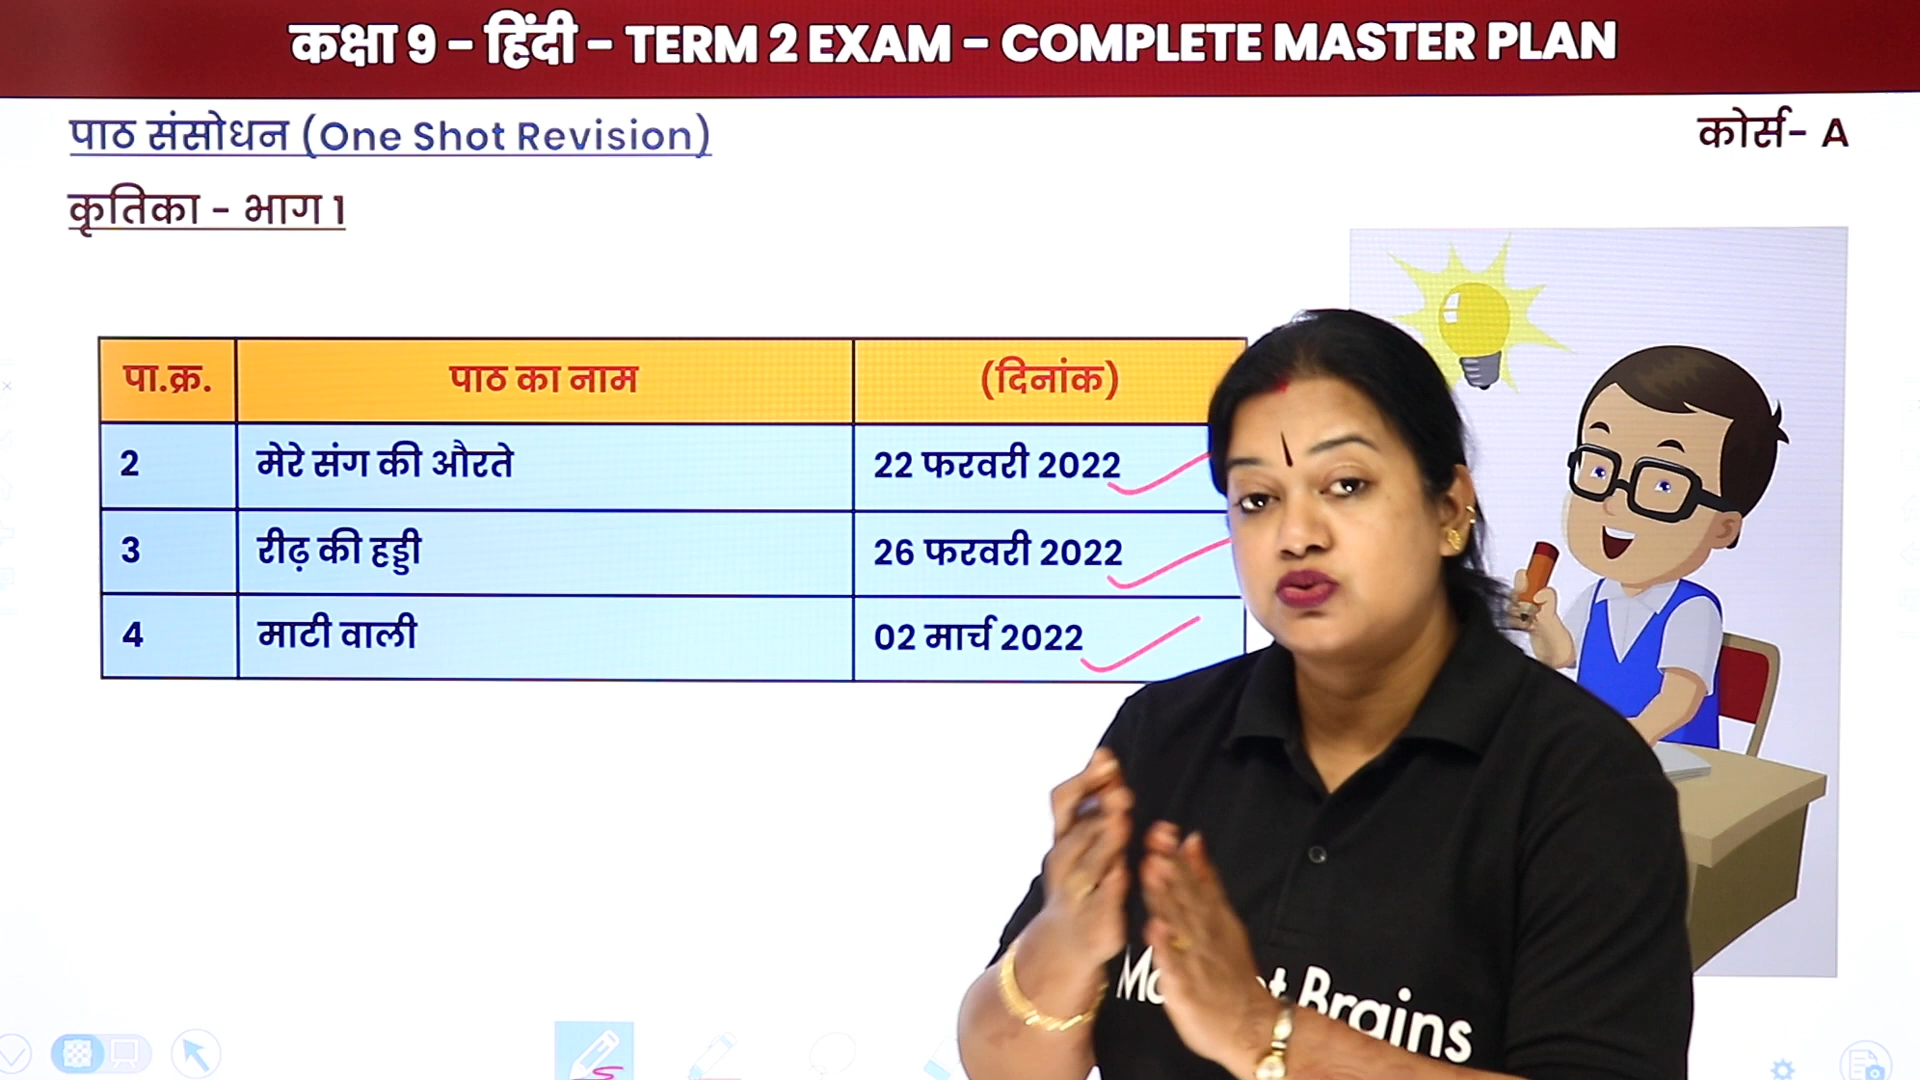 कक्षा 9 - हिंदी - TERM 2 EXAM - COMPLETE MASTER PLAN
पाठ संसोधन (One Shot Revision)
कोर्स- A
कृतिका - भाग 1
पा.क्र. पाठ का नाम (दिनांक)
2 मेरे संग की औरते 22 फरवरी 2022
3 रीढ़ की हड्डी 26 फरवरी 2022
4 माटी वाली 02 मार्च 2022
Brains